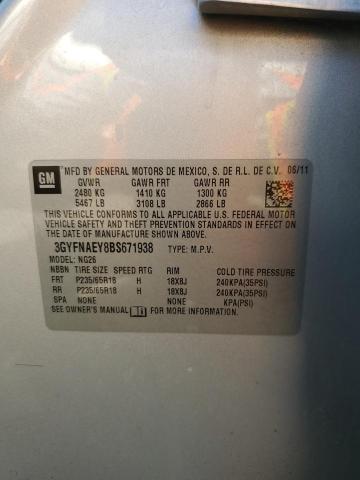 GM
MFD BY GENERAL MOTORS DE MEXICO, S. DE R.L. DE C.V. 06/11
GVWR GAWR FRT GAWR RR
2480 KG 1410 KG 1300 KG
5467 LB 3108 LB 2866 LB
THIS VEHICLE CONFORMS TO ALL APPLICABLE U.S. FEDERAL MOTOR
VEHICLE SAFETY, BUMPER, AND THEFT PREVENTION STANDARDS IN EFFECT
ON THE DATE OF MANUFACTURE SHOWN ABOVE.
3GYFNAEY8BS671938 TYPE: M.P.V.
MODEL: NG26
NBBN TIRE SIZE SPEED RTG RIM COLD TIRE PRESSURE
FRT P235/65R18 H 18X8J 240KPA(35PSI)
RR P235/65R18 H 18X8J 240KPA(35PSI)
SPA NONE NONE KPA(PSI)
SEE OWNER'S MANUAL FOR MORE INFORMATION.